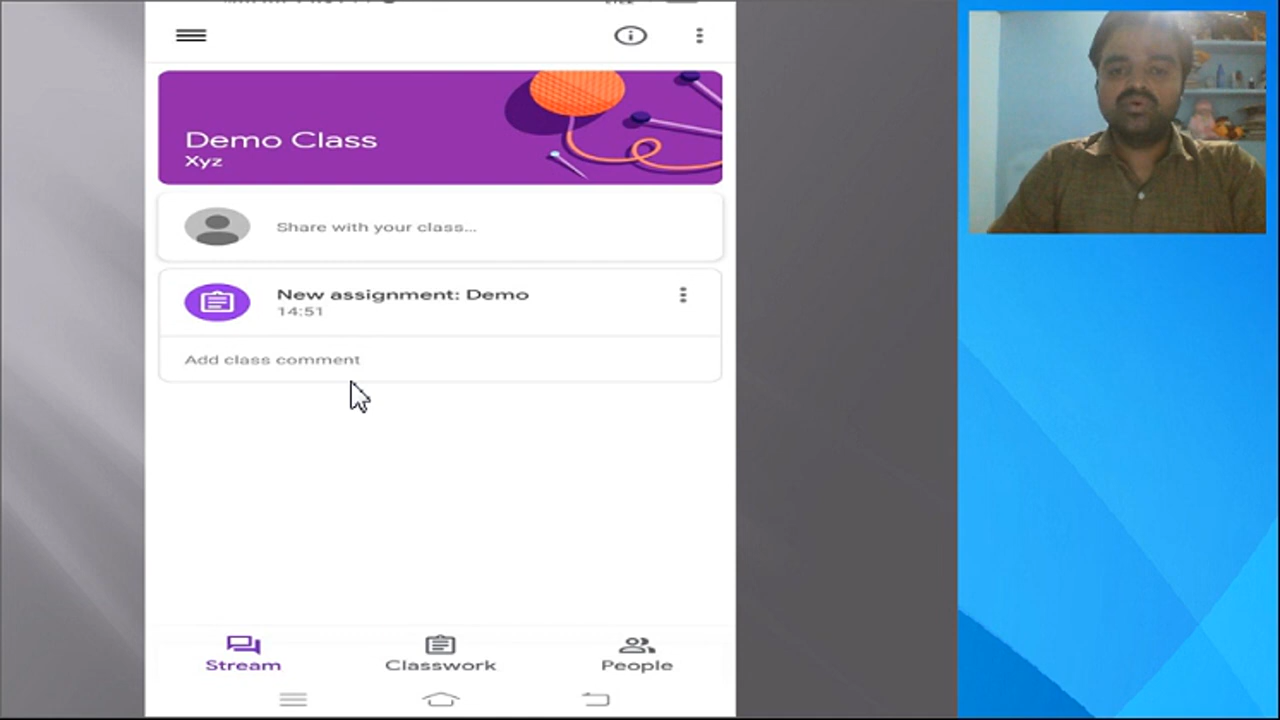 Demo Class
Xyz
Share with your class...
New assignment: Demo
14:51
Add class comment
Stream
Classwork
People